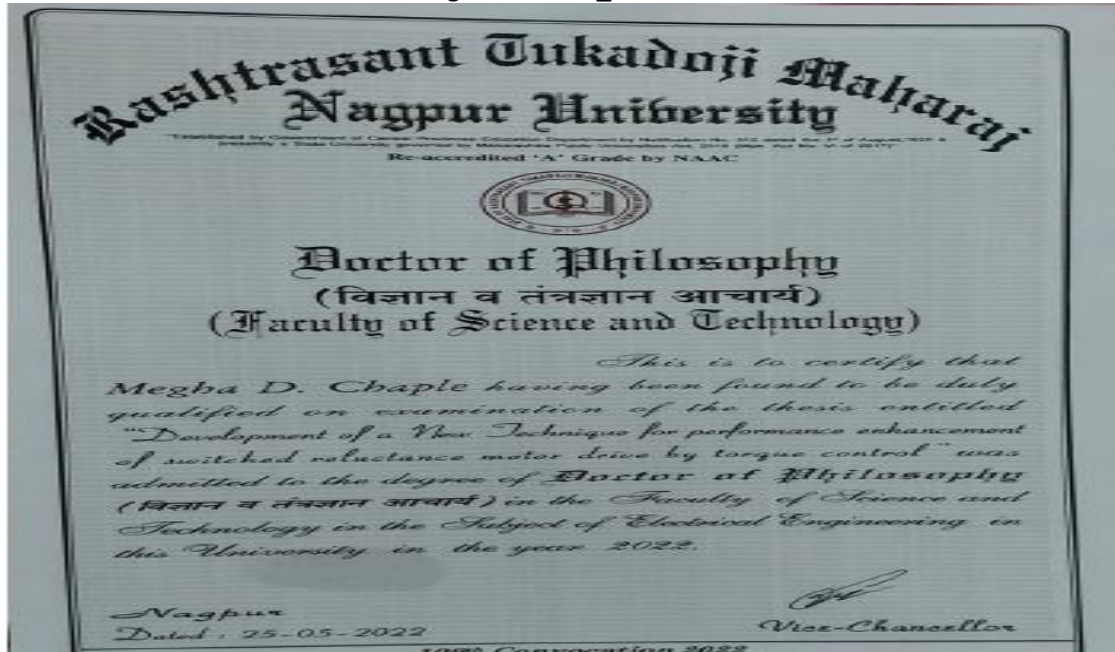 Rashtrasant Tukadoji Maharaj
Nagpur University
Re-accredited 'A' Grade by NAAC
Doctor of Philosophy
(विज्ञान व तंत्रज्ञान आचार्य)
(Faculty of Science and Technology)
This is to certify that
Megha D. Chaple having been found to be duly
qualified on examination of the thesis entitled
"Development of a New Technique for performance enhancement
of switched reluctance motor drive by torque control" was
admitted to the degree of Doctor of Philosophy
(विज्ञान व तंत्रज्ञान आचार्य) in the Faculty of Science and
Technology in the Subject of Electrical Engineering in
this University in the year 2022.
Nagpur
Dated : 25-05-2022
Vice-Chancellor
Convocation 2022